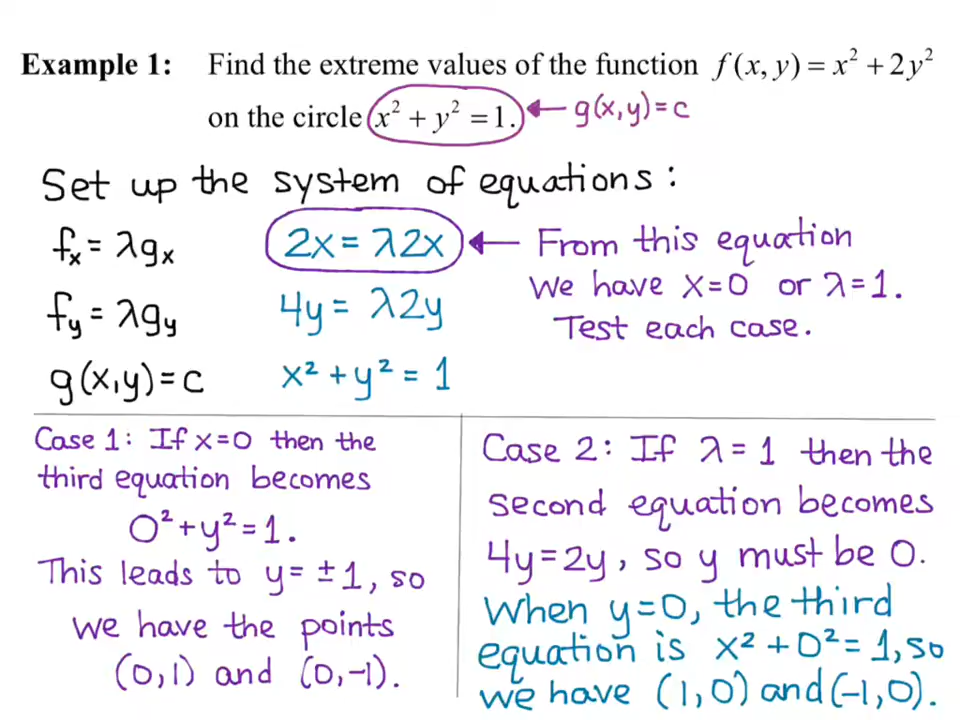 Example 1: Find the extreme values of the function f(x, y) = x² + 2y²
on the circle x² + y² = 1. ← g(x,y)=c
Set up the system of equations:
fₓ = λgₓ 2x = λ2x ← From this equation
we have x=0 or λ=1.
Test each case.
f_y = λg_y 4y = λ2y
g(x,y)=c x² + y² = 1
Case 1: If x=0 then the
third equation becomes
0² + y² = 1.
This leads to y = ±1, so
we have the points
(0,1) and (0,-1).
Case 2: If λ = 1 then the
second equation becomes
4y = 2y, so y must be 0.
When y=0, the third
equation is x² + 0² = 1, so
we have (1,0) and (-1,0).